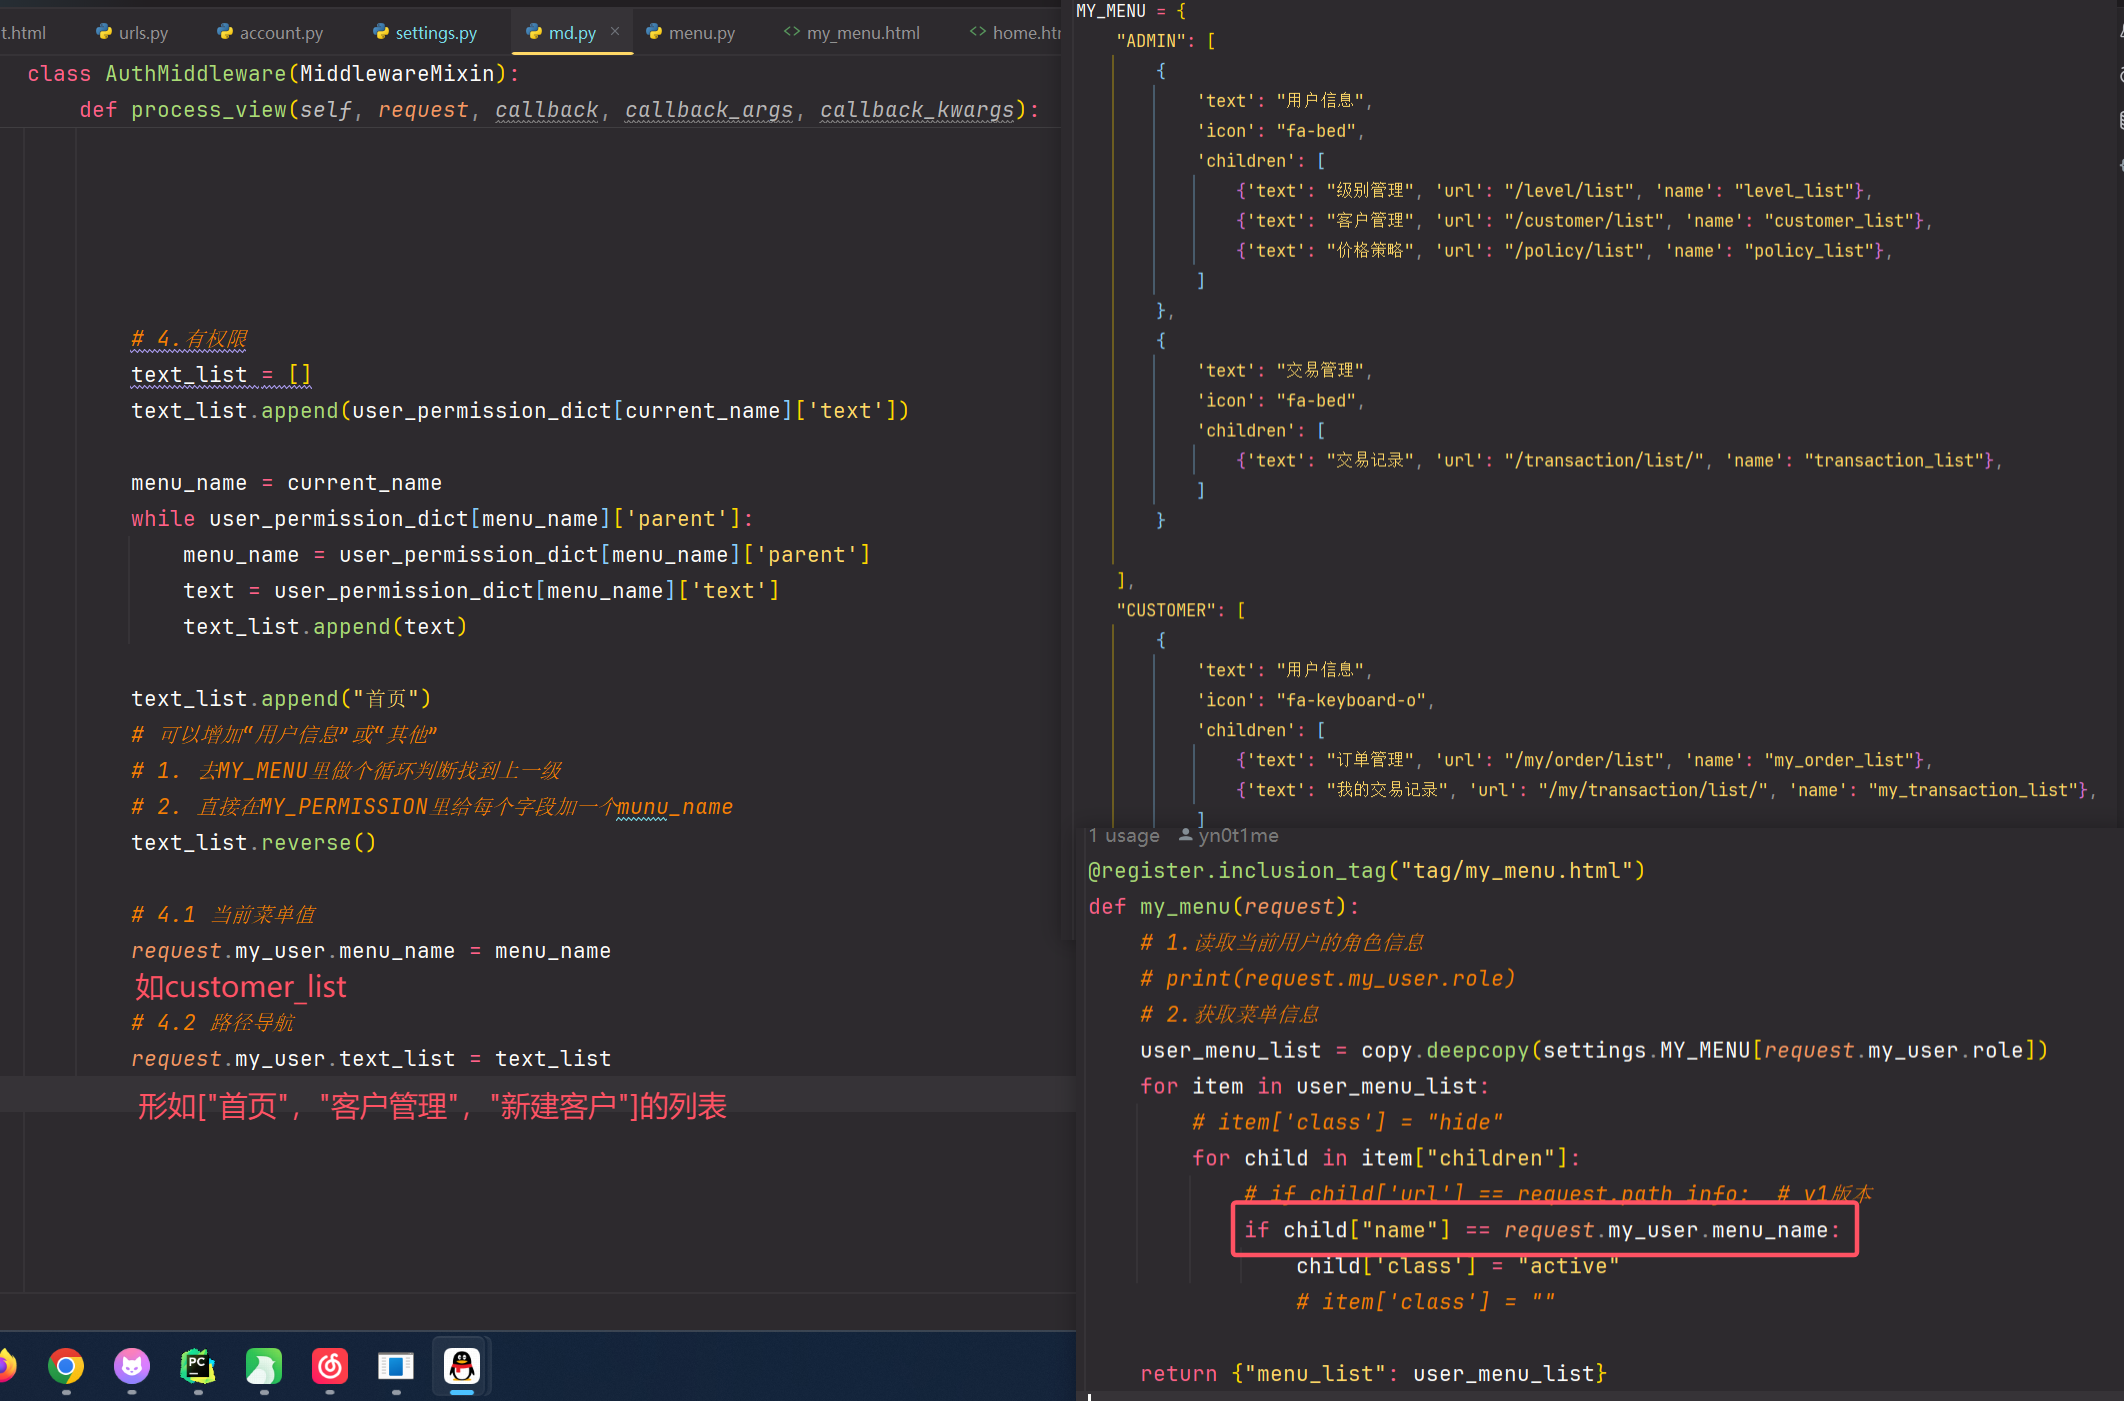 t.html urls.py account.py settings.py md.py × menu.py <> my_menu.html <> home.htr
class AuthMiddleware(MiddlewareMixin):
def process_view(self, request, callback, callback_args, callback_kwargs):
# 4.有权限
text_list = []
text_list.append(user_permission_dict[current_name]['text'])
menu_name = current_name
while user_permission_dict[menu_name]['parent']:
menu_name = user_permission_dict[menu_name]['parent']
text = user_permission_dict[menu_name]['text']
text_list.append(text)
text_list.append("首页")
# 可以增加“用户信息”或“其他”
# 1. 去MY_MENU里做个循环判断找到上一级
# 2. 直接在MY_PERMISSION里给每个字段加一个munu_name
text_list.reverse()
# 4.1 当前菜单值
request.my_user.menu_name = menu_name
如customer_list
# 4.2 路径导航
request.my_user.text_list = text_list
形如["首页"，"客户管理"，"新建客户"]的列表
MY_MENU = {
"ADMIN": [
{
'text': "用户信息",
'icon': "fa-bed",
'children': [
{'text': "级别管理", 'url': "/level/list", 'name': "level_list"},
{'text': "客户管理", 'url': "/customer/list", 'name': "customer_list"},
{'text': "价格策略", 'url': "/policy/list", 'name': "policy_list"},
]
},
{
'text': "交易管理",
'icon': "fa-bed",
'children': [
{'text': "交易记录", 'url': "/transaction/list/", 'name': "transaction_list"},
]
}
],
"CUSTOMER": [
{
'text': "用户信息",
'icon': "fa-keyboard-o",
'children': [
{'text': "订单管理", 'url': "/my/order/list", 'name': "my_order_list"},
{'text': "我的交易记录", 'url': "/my/transaction/list/", 'name': "my_transaction_list"},
]
1 usage yn0t1me
@register.inclusion_tag("tag/my_menu.html")
def my_menu(request):
# 1.读取当前用户的角色信息
# print(request.my_user.role)
# 2.获取菜单信息
user_menu_list = copy.deepcopy(settings.MY_MENU[request.my_user.role])
for item in user_menu_list:
# item['class'] = "hide"
for child in item["children"]:
# if child['url'] == request.path_info: # v1版本
if child["name"] == request.my_user.menu_name:
child['class'] = "active"
# item['class'] = ""
return {"menu_list": user_menu_list}
PC